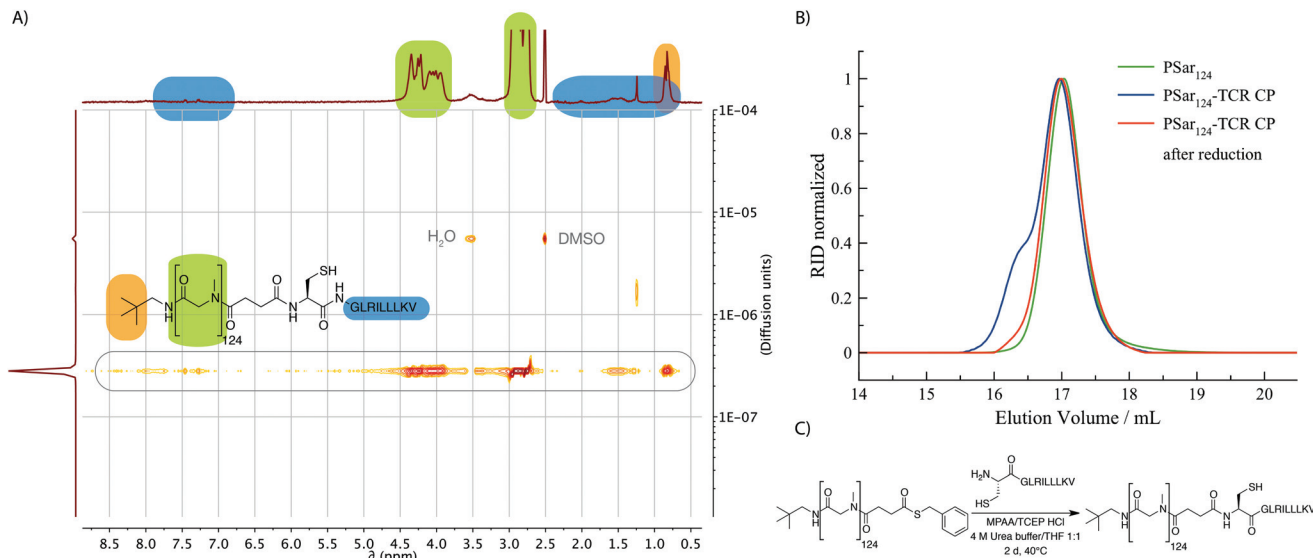 A)
1E-04
1E-05
H2O
DMSO
O
N
SH
O
H
N
N
H
O
124
O
N
H
O
GLRILLLKV
1E-06
1E-07
(Diffusion units)
8.5 8.0 7.5 7.0 6.5 6.0 5.5 5.0 4.5 4.0 3.5 3.0 2.5 2.0 1.5 1.0 0.5
∂ (ppm)
B)
PSar124
PSar124-TCR CP
PSar124-TCR CP
after reduction
RID normalized
1
0.8
0.6
0.4
0.2
0
14 15 16 17 18 19 20
Elution Volume / mL
C)
O
N
H
N
O
124
O
O
S
H2N
O
GLRILLLKV
HS
MPAA/TCEP HCl
4 M Urea buffer/THF 1:1
2 d, 40°C
O
N
H
N
O
124
O
H
N
SH
O
GLRILLLKV